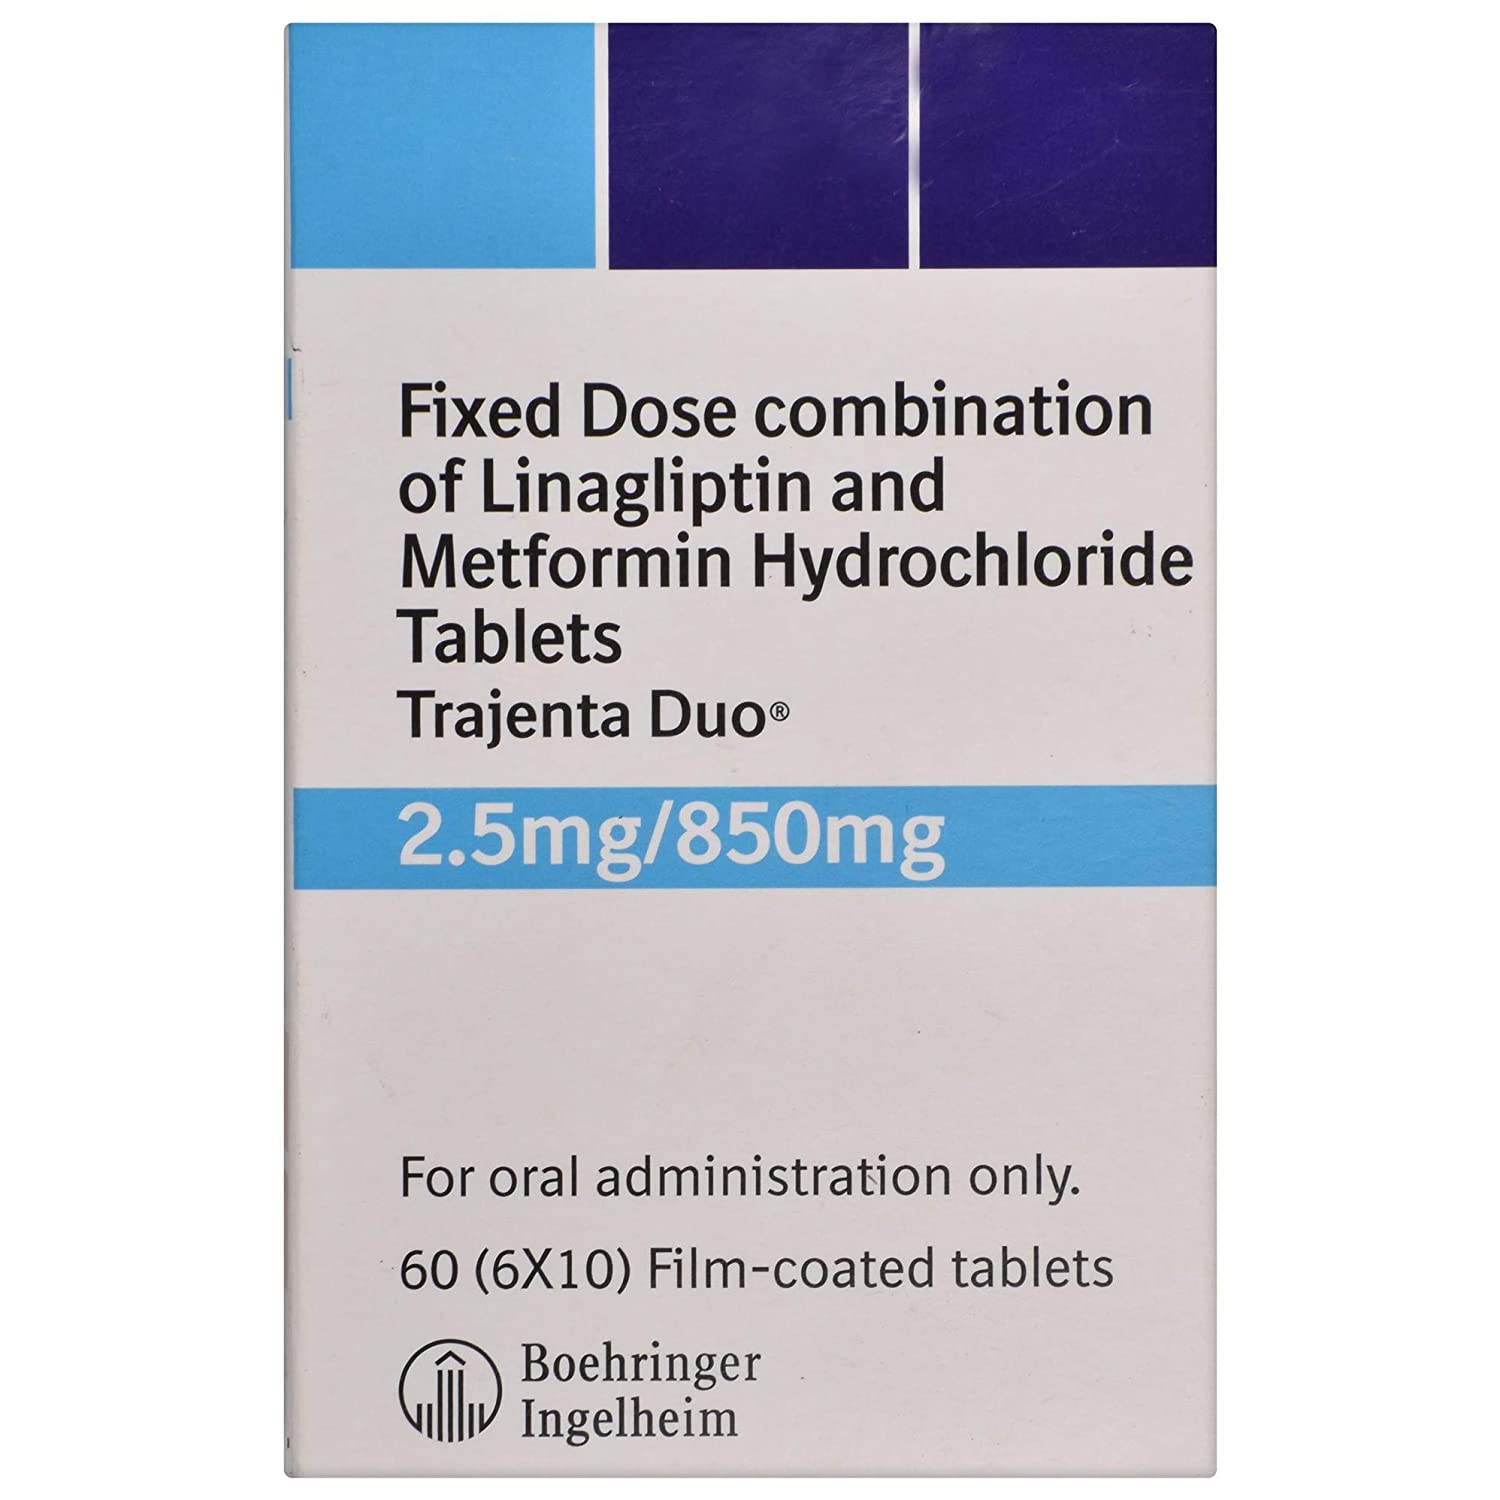 Fixed Dose combination
of Linagliptin and
Metformin Hydrochloride
Tablets
Trajenta Duo®
2.5mg/850mg
For oral administration only.
60 (6X10) Film-coated tablets
Boehringer
Ingelheim